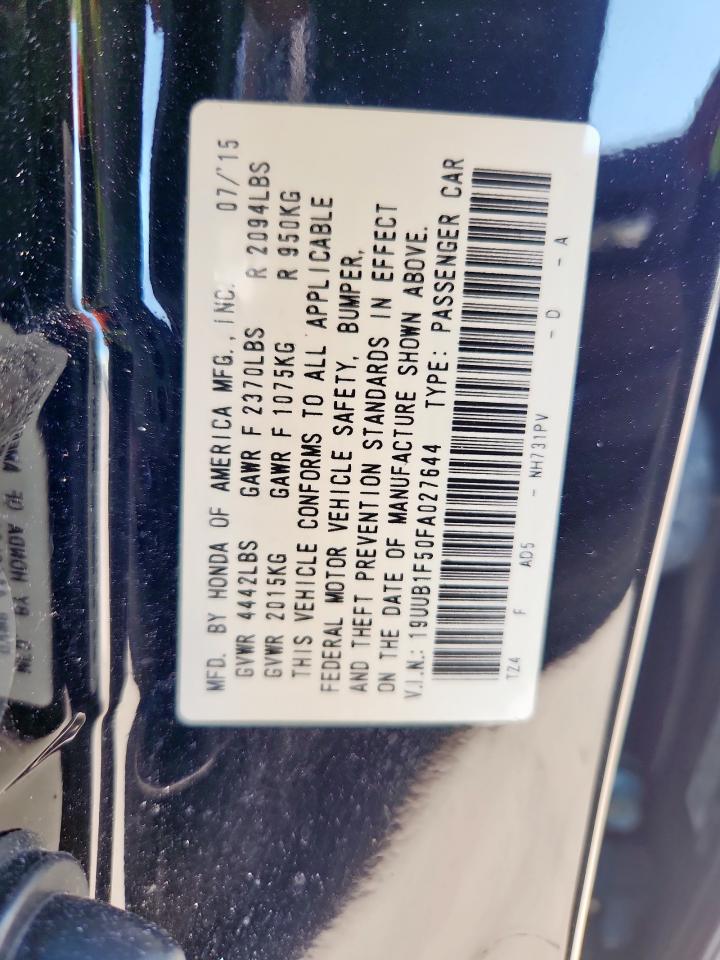 MFD. BY HONDA OF AMERICA MFG., INC. 07/'15
GVWR 4442LBS GAWR F 2370LBS R 2094LBS
GVWR 2015KG GAWR F 1075KG R 950KG
THIS VEHICLE CONFORMS TO ALL APPLICABLE
FEDERAL MOTOR VEHICLE SAFETY, BUMPER,
AND THEFT PREVENTION STANDARDS IN EFFECT
ON THE DATE OF MANUFACTURE SHOWN ABOVE.
V.I.N.: 19UUB1F50FA027644 TYPE: PASSENGER CAR
TZ4 F AD5 - NH731PV - D - A